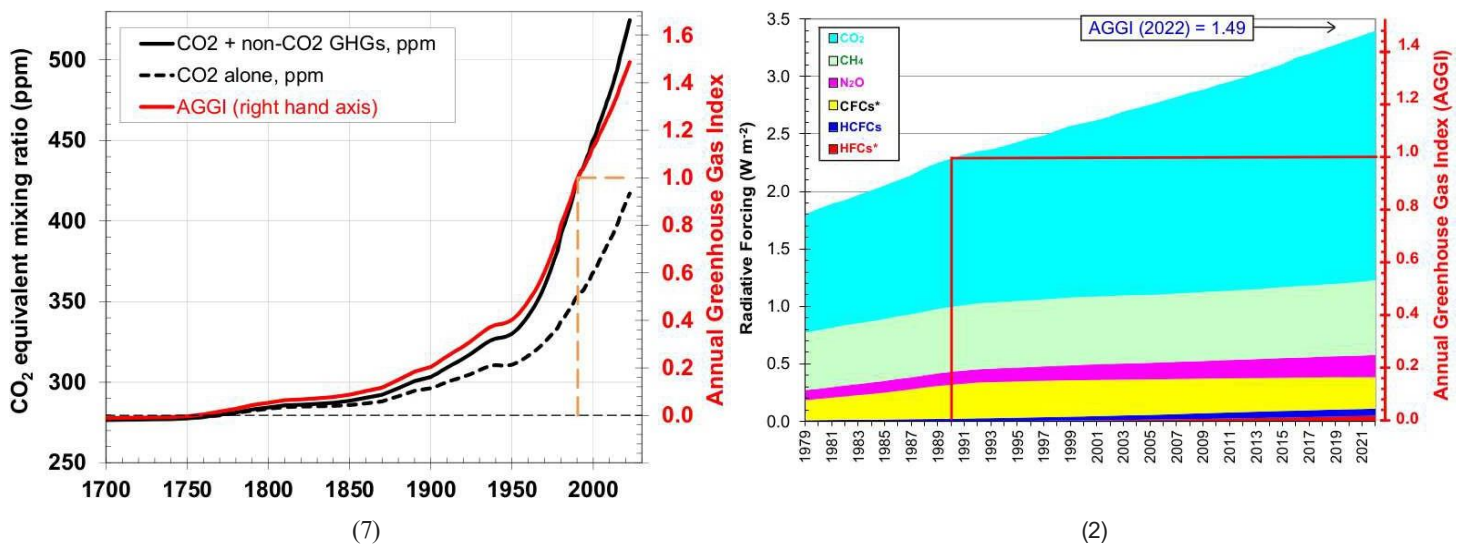 CO2 equivalent mixing ratio (ppm)
500
450
400
350
300
250
CO2 + non-CO2 GHGs, ppm
CO2 alone, ppm
AGGI (right hand axis)
1.6
1.4
1.2
1.0
0.8
0.6
0.4
0.2
0.0
Annual Greenhouse Gas Index
1700 1750 1800 1850 1900 1950 2000
(7)
Radiative Forcing (W m-2)
3.5
3.0
2.5
2.0
1.5
1.0
0.5
0.0
CO2
CH4
N2O
CFCs*
HCFCs
HFCs*
AGGI (2022) = 1.49
1.4
1.2
1.0
0.8
0.6
0.4
0.2
0.0
Annual Greenhouse Gas Index (AGGI)
1979 1981 1983 1985 1987 1989 1991 1993 1995 1997 1999 2001 2003 2005 2007 2009 2011 2013 2015 2017 2019 2021
(2)